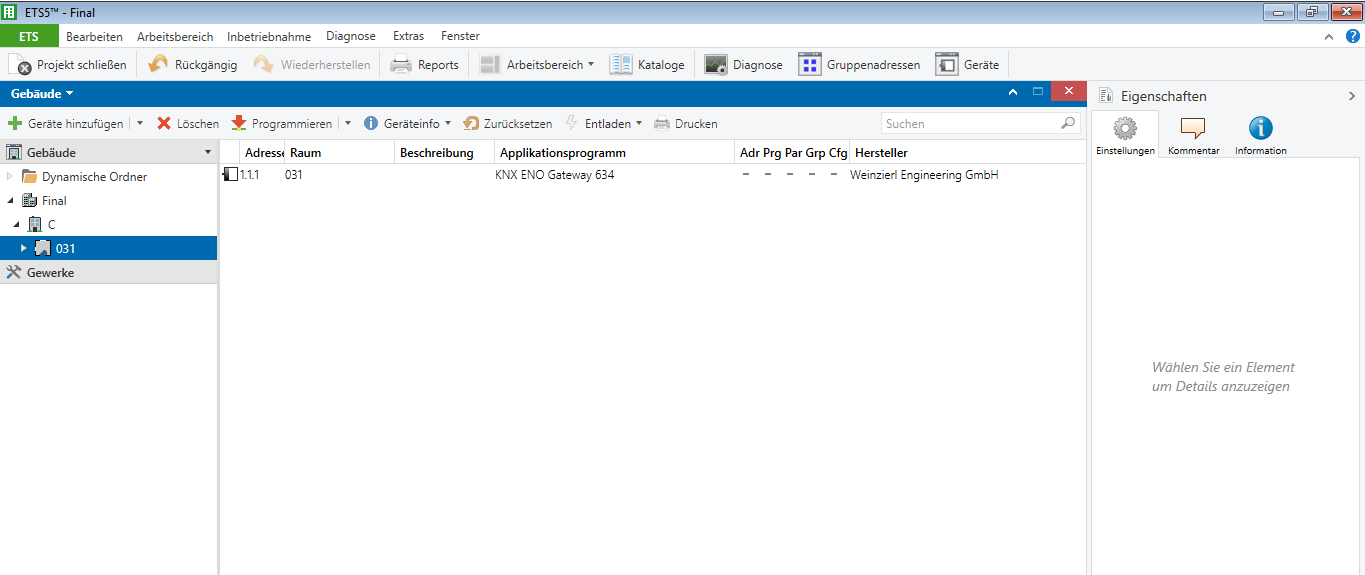 ETS5™ - Final
ETS Bearbeiten Arbeitsbereich Inbetriebnahme Diagnose Extras Fenster
Projekt schließen Rückgängig Wiederherstellen Reports Arbeitsbereich Kataloge Diagnose Gruppenadressen Geräte
Gebäude
Geräte hinzufügen Löschen Programmieren Geräteinfo Zurücksetzen Entladen Drucken Suchen
Gebäude
Dynamische Ordner
Final
C
031
Gewerke
Adresse Raum Beschreibung Applikationsprogramm Adr Prg Par Grp Cfg Hersteller
1.1.1 031 KNX ENO Gateway 634 – – – – – Weinzierl Engineering GmbH
Eigenschaften
Einstellungen Kommentar Information
Wählen Sie ein Element
um Details anzuzeigen